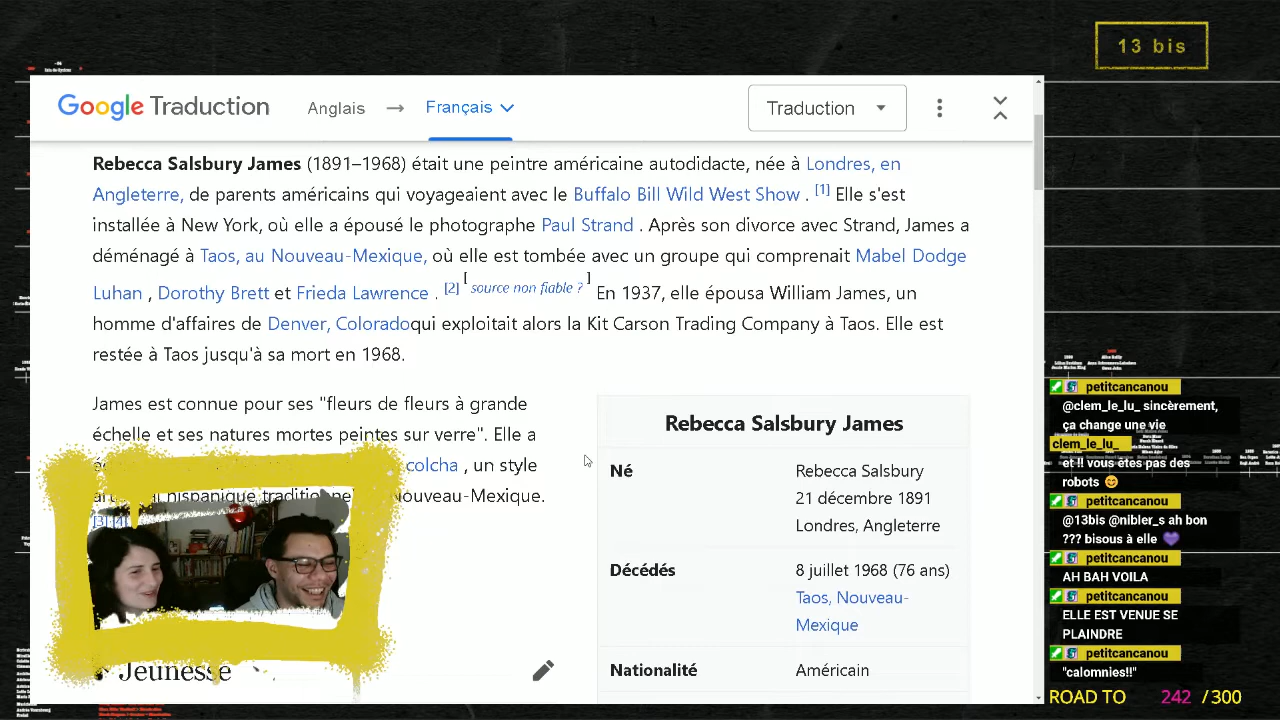 13 bis
Google Traduction
Anglais → Français
Traduction
Rebecca Salsbury James (1891–1968) était une peintre américaine autodidacte, née à Londres, en
Angleterre, de parents américains qui voyageaient avec le Buffalo Bill Wild West Show . [1] Elle s'est
installée à New York, où elle a épousé le photographe Paul Strand . Après son divorce avec Strand, James a
déménagé à Taos, au Nouveau-Mexique, où elle est tombée avec un groupe qui comprenait Mabel Dodge
Luhan , Dorothy Brett et Frieda Lawrence . [2] [ source non fiable ? ] En 1937, elle épousa William James, un
homme d'affaires de Denver, Coloradoqui exploitait alors la Kit Carson Trading Company à Taos. Elle est
restée à Taos jusqu'à sa mort en 1968.
James est connue pour ses "fleurs de fleurs à grande
échelle et ses natures mortes peintes sur verre". Elle a
colcha , un style
hispanique Nouveau-Mexique.
Jeunesse
Rebecca Salsbury James
Né
Rebecca Salsbury
21 décembre 1891
Londres, Angleterre
Décédés
8 juillet 1968 (76 ans)
Taos, Nouveau-
Mexique
Nationalité
Américain
petitcancanou
@clem_le_lu_ sincèrement,
ça change une vie
clem_le_lu_
et !! vous êtes pas des
robots 😊
petitcancanou
@13bis @nibler_s ah bon
??? bisous à elle 💜
petitcancanou
AH BAH VOILA
petitcancanou
ELLE EST VENUE SE
PLAINDRE
petitcancanou
"calomnies!!"
ROAD TO 242 / 300